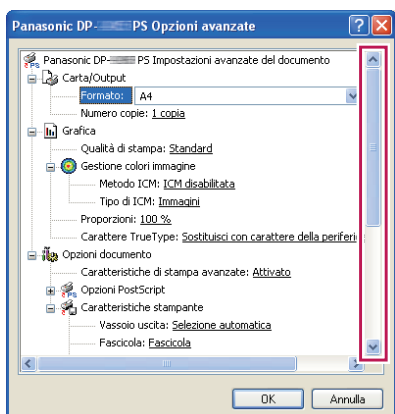 Panasonic DP- PS Opzioni avanzate
Panasonic DP- PS Impostazioni avanzate del documento
Carta/Output
Formato: A4
Numero copie: 1 copia
Grafica
Qualità di stampa: Standard
Gestione colori immagine
Metodo ICM: ICM disabilitata
Tipo di ICM: Immagini
Proporzioni: 100 %
Carattere TrueType: Sostituisci con carattere della periferi
Opzioni documento
Caratteristiche di stampa avanzate: Attivato
Opzioni PostScript
Caratteristiche stampante
Vassoio uscita: Selezione automatica
Fascicola: Fascicola
OK Annulla